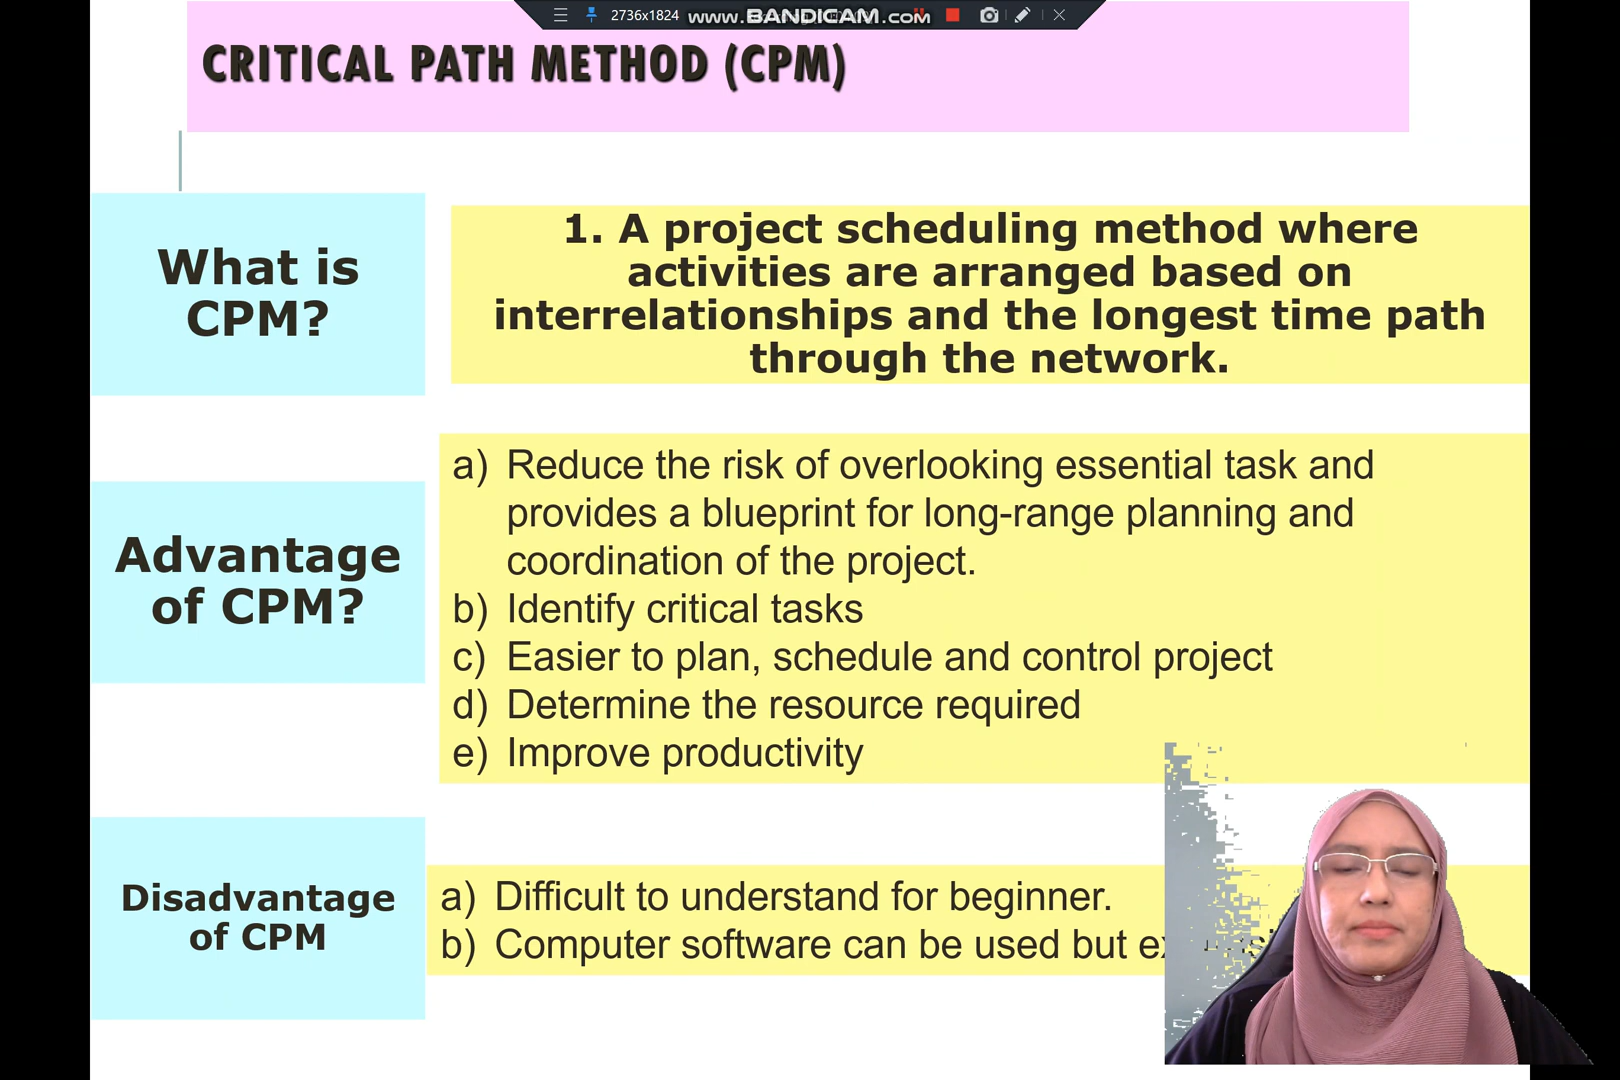 2736x1824 www.BANDICAM.com
CRITICAL PATH METHOD (CPM)
What is
CPM?
1. A project scheduling method where
activities are arranged based on
interrelationships and the longest time path
through the network.
Advantage
of CPM?
a) Reduce the risk of overlooking essential task and
provides a blueprint for long-range planning and
coordination of the project.
b) Identify critical tasks
c) Easier to plan, schedule and control project
d) Determine the resource required
e) Improve productivity
Disadvantage
of CPM
a) Difficult to understand for beginner.
b) Computer software can be used but